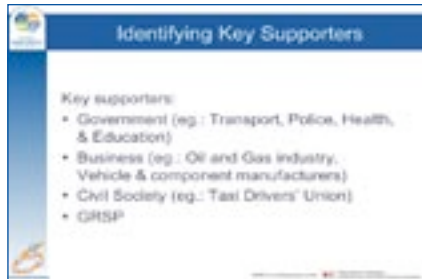 Identifying Key Supporters
Key supporters:
• Government (eg.: Transport, Police, Health,
& Education)
• Business (eg.: Oil and Gas industry,
Vehicle & component manufacturers)
• Civil Society (eg.: Taxi Drivers' Union)
• GRSP